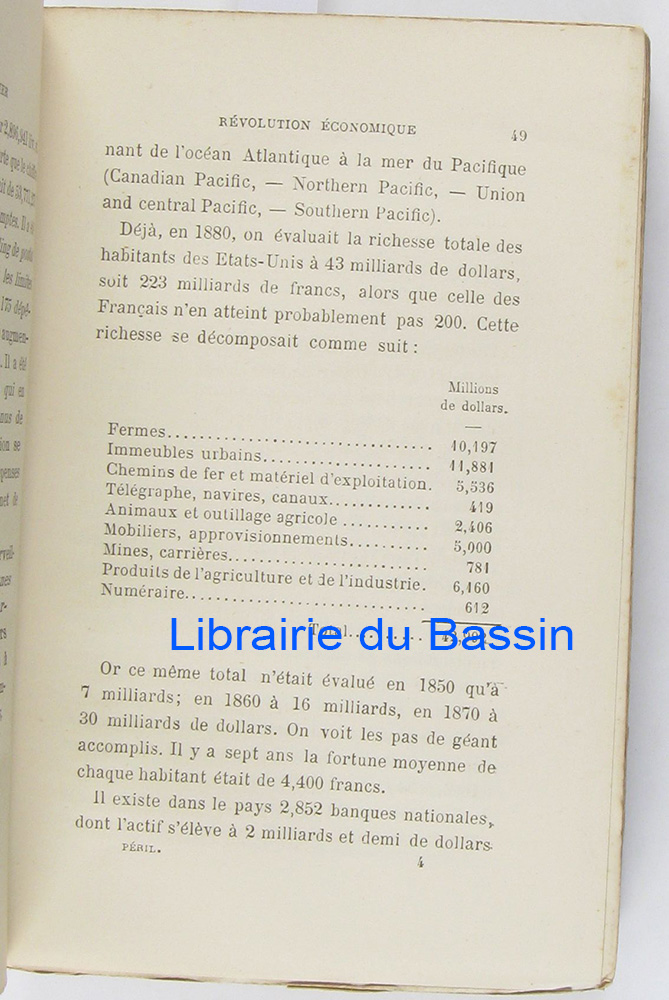 RÉVOLUTION ÉCONOMIQUE 49
nant de l'océan Atlantique à la mer du Pacifique
(Canadian Pacific, — Northern Pacific, — Union
and central Pacific, — Southern Pacific).
Déjà, en 1880, on évaluait la richesse totale des
habitants des Etats-Unis à 43 milliards de dollars,
soit 223 milliards de francs, alors que celle des
Français n'en atteint probablement pas 200. Cette
richesse se décomposait comme suit :
Millions
de dollars.
—
Fermes................................ 10,197
Immeubles urbains..................... 11,881
Chemins de fer et matériel d'exploitation. 5,536
Télégraphe, navires, canaux............ 419
Animaux et outillage agricole .......... 2,406
Mobiliers, approvisionnements.......... 5,000
Mines, carrières........................ 781
Produits de l'agriculture et de l'industrie. 6,160
Numéraire............................. 612
Total..........
Librairie du Bassin
Or ce même total n'était évalué en 1850 qu'à
7 milliards; en 1860 à 16 milliards, en 1870 à
30 milliards de dollars. On voit les pas de géant
accomplis. Il y a sept ans la fortune moyenne de
chaque habitant était de 4,400 francs.
Il existe dans le pays 2,852 banques nationales,
dont l'actif s'élève à 2 milliards et demi de dollars.
PÉRIL. 4